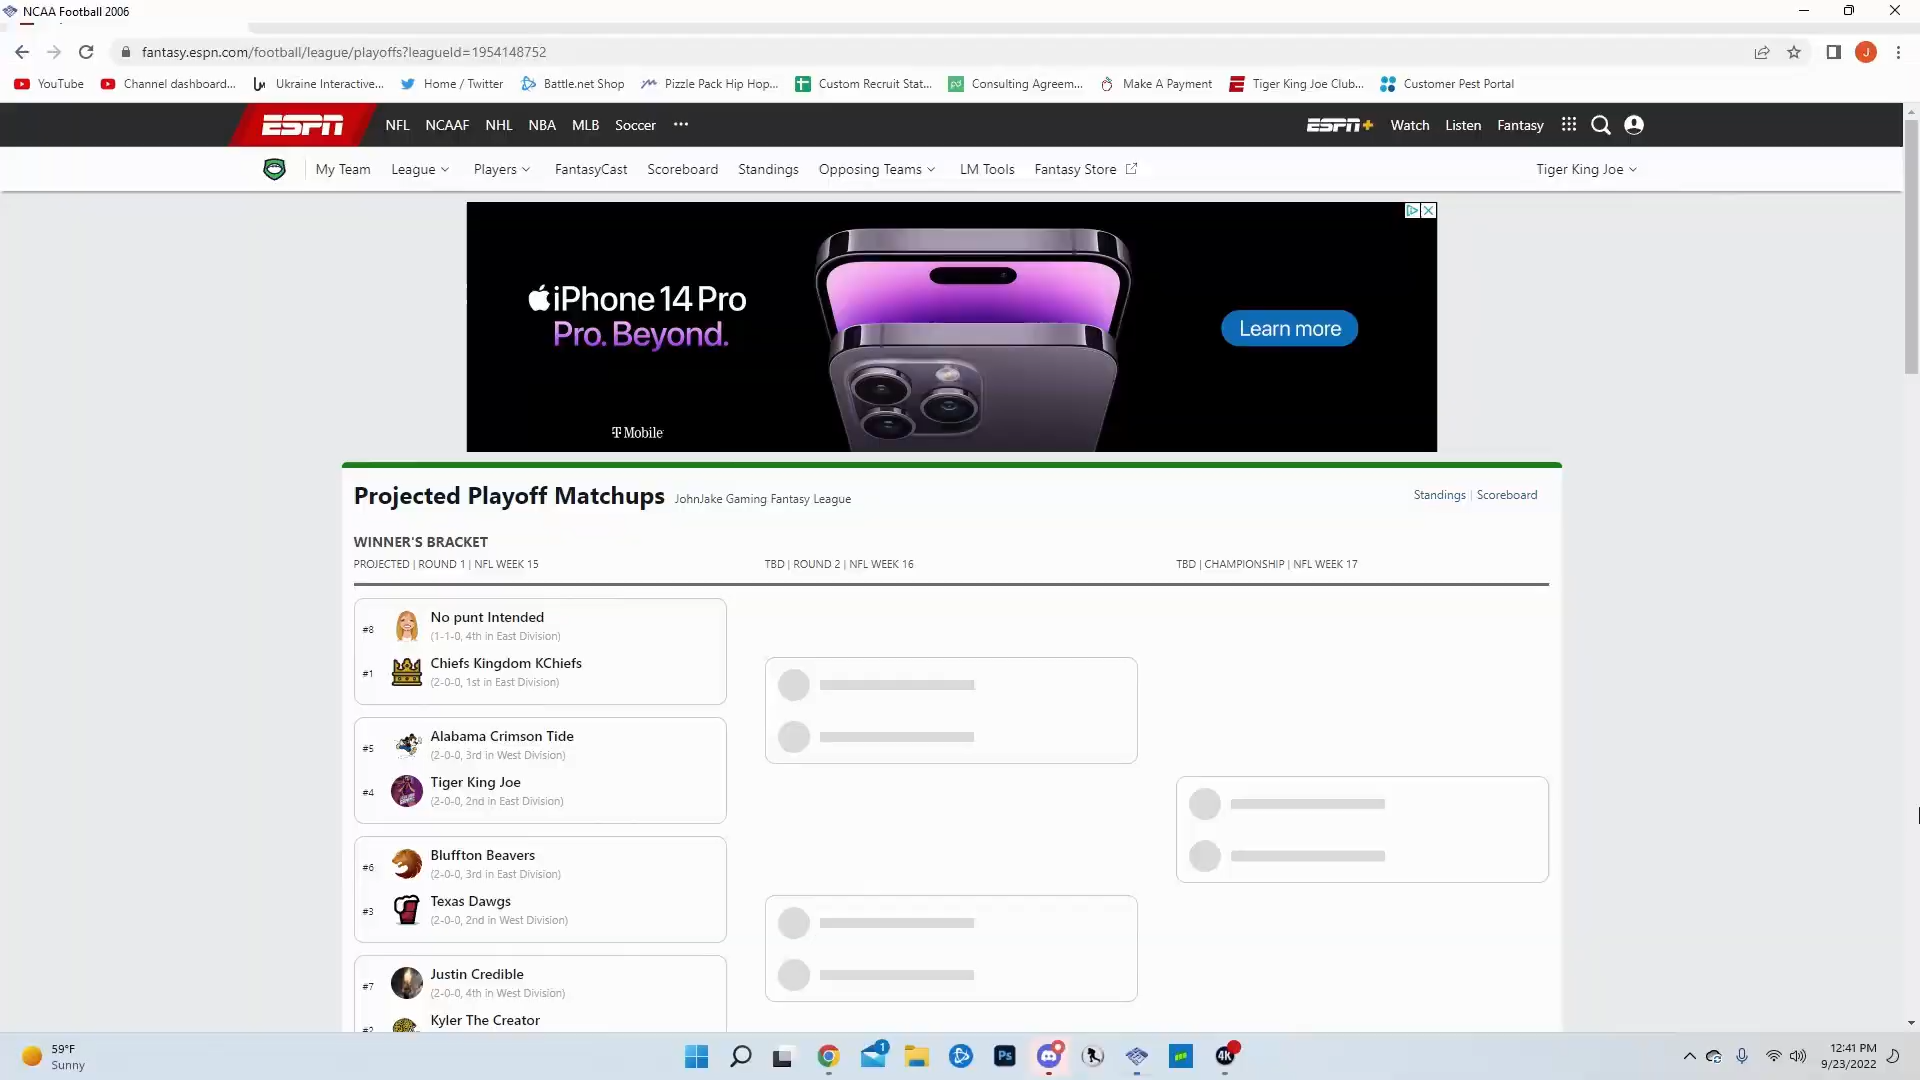 NCAA Football 2006
fantasy.espn.com/football/league/playoffs?leagueId=1954148752
J
YouTube
Channel dashboard...
Ukraine Interactive...
Home / Twitter
Battle.net Shop
Pizzle Pack Hip Hop...
Custom Recruit Stat...
Consulting Agreem...
Make A Payment
Tiger King Joe Club...
Customer Pest Portal
ESPN
NFL
NCAAF
NHL
NBA
MLB
Soccer
ESPN+
Watch
Listen
Fantasy
My Team
League
Players
FantasyCast
Scoreboard
Standings
Opposing Teams
LM Tools
Fantasy Store
Tiger King Joe
iPhone 14 Pro
Pro. Beyond.
Learn more
T Mobile
Projected Playoff Matchups
JohnJake Gaming Fantasy League
Standings | Scoreboard
WINNER'S BRACKET
PROJECTED | ROUND 1 | NFL WEEK 15
TBD | ROUND 2 | NFL WEEK 16
TBD | CHAMPIONSHIP | NFL WEEK 17
#8
No punt Intended
(1-1-0, 4th in East Division)
#1
Chiefs Kingdom KChiefs
(2-0-0, 1st in East Division)
#5
Alabama Crimson Tide
(2-0-0, 3rd in West Division)
#4
Tiger King Joe
(2-0-0, 2nd in East Division)
#6
Bluffton Beavers
(2-0-0, 3rd in East Division)
#3
Texas Dawgs
(2-0-0, 2nd in West Division)
#7
Justin Credible
(2-0-0, 4th in West Division)
#2
Kyler The Creator
59°F
Sunny
1
Ps
4K
12:41 PM
9/23/2022